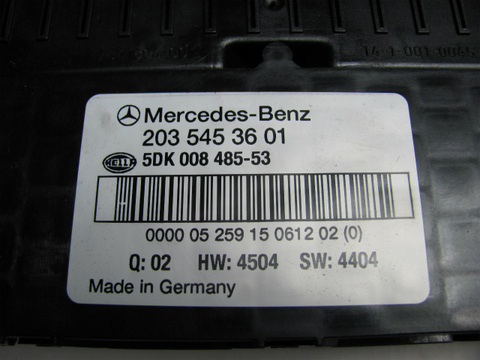 Mercedes-Benz
203 545 36 01
HELLA 5DK 008 485-53
0000 05 259 15 0612 02 (0)
Q: 02 HW: 4504 SW: 4404
Made in Germany